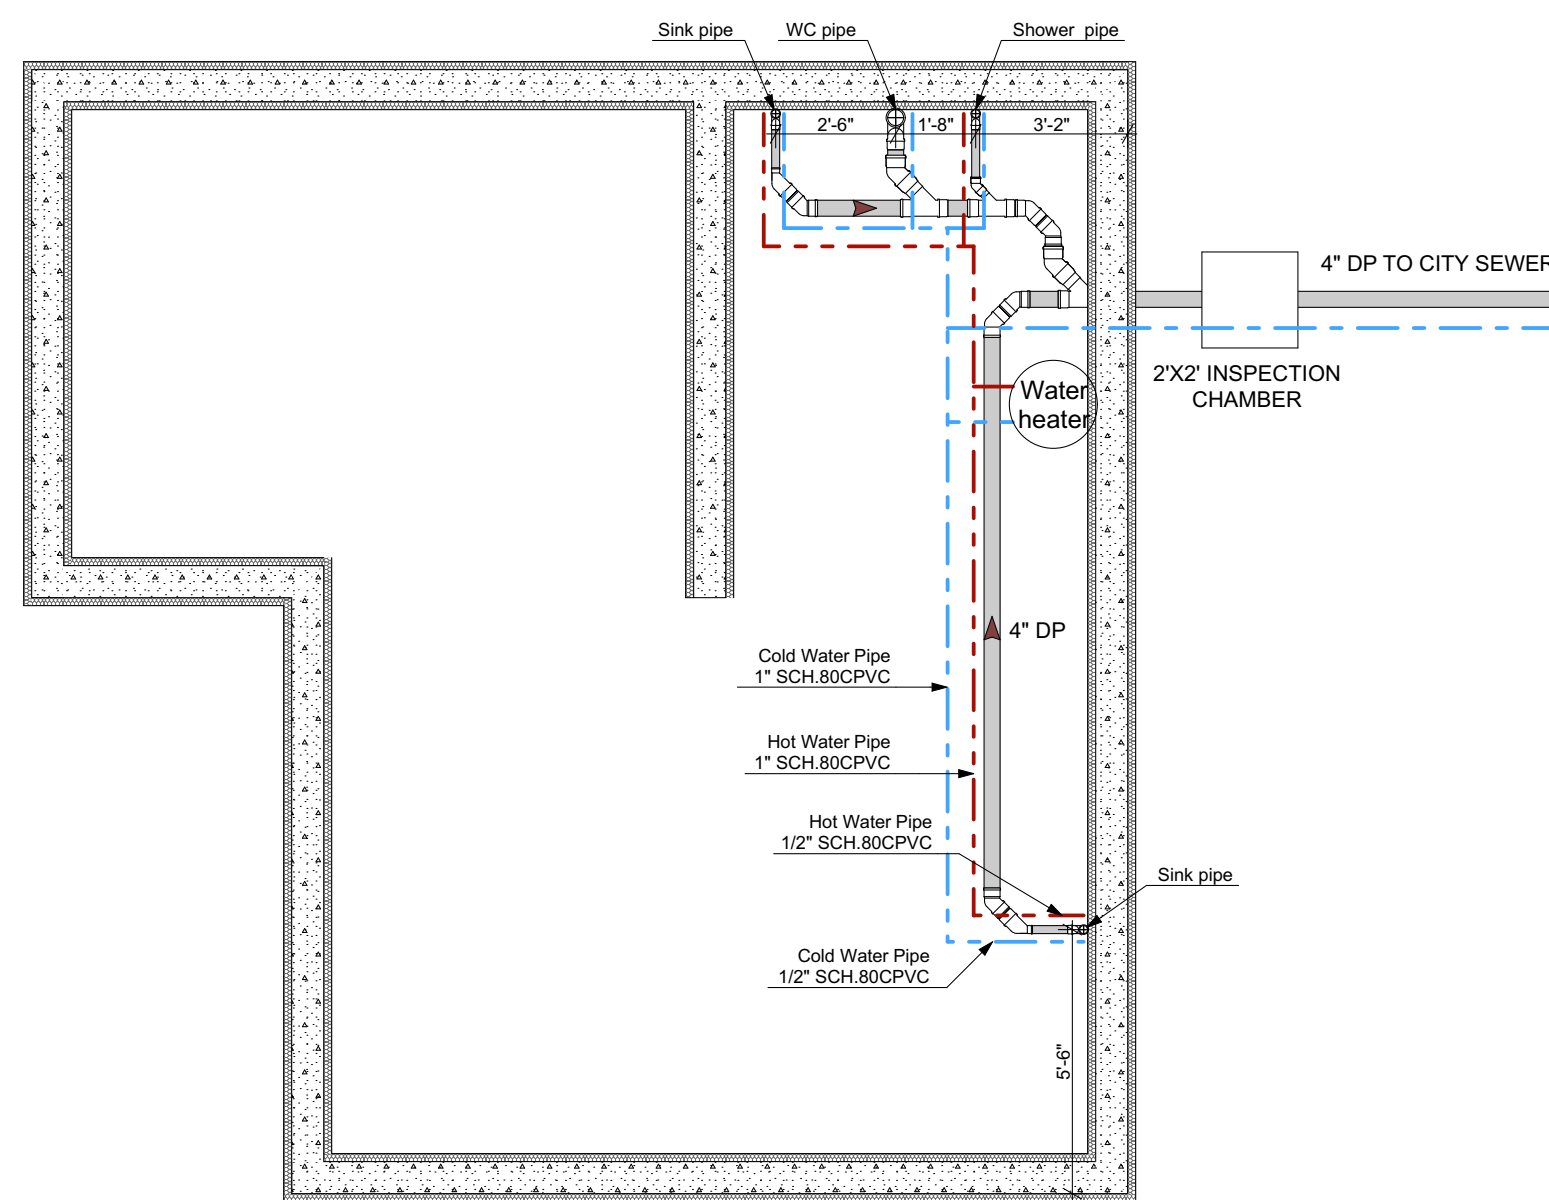 Sink pipe
WC pipe
Shower pipe
2'-6"
1'-8"
3'-2"
4" DP TO CITY SEWER
2'X2' INSPECTION
CHAMBER
Water
heater
4" DP
Cold Water Pipe
1" SCH.80CPVC
Hot Water Pipe
1" SCH.80CPVC
Hot Water Pipe
1/2" SCH.80CPVC
Sink pipe
Cold Water Pipe
1/2" SCH.80CPVC
5'-6"